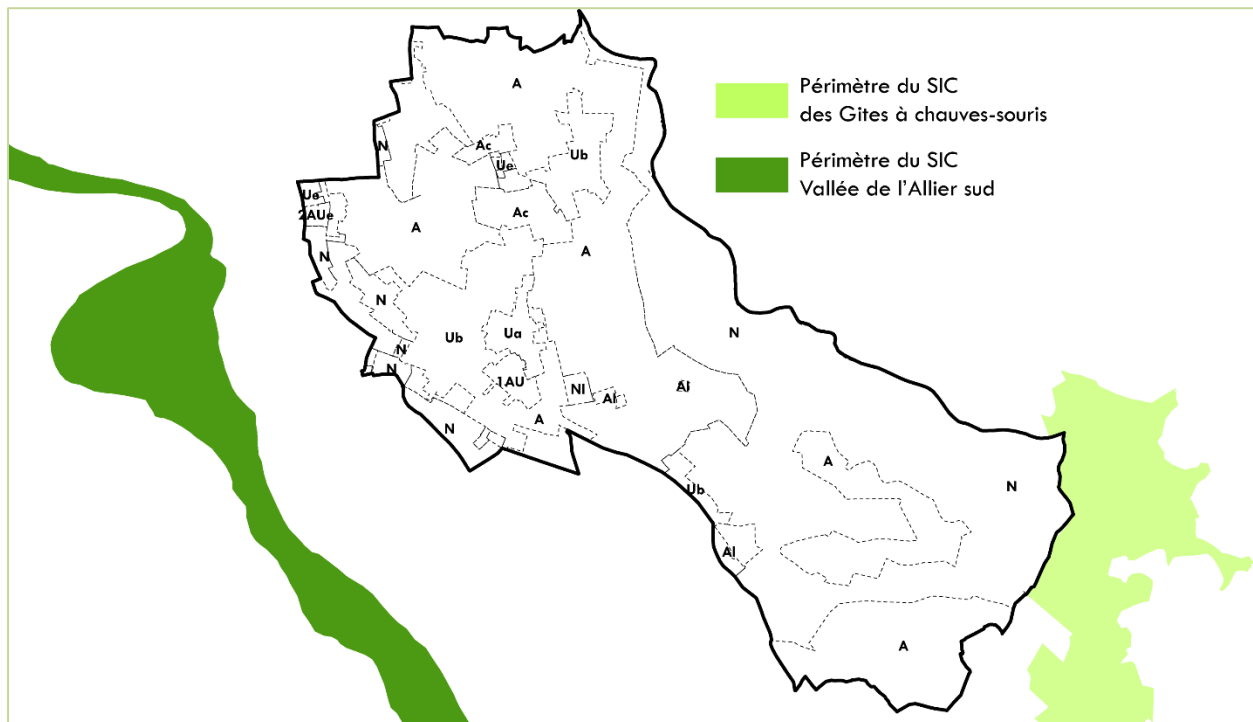 A
Périmètre du SIC
des Gites à chauves-souris
Périmètre du SIC
Vallée de l'Allier sud
N
Ac
Ub
Ue
Ue
2AUe
Ac
A
A
N
N
N
Ub
Ua
N
N
1AU
Nl
Al
Al
A
N
A
N
Ub
Al
A